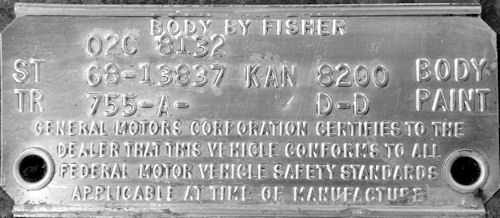 BODY BY FISHER
02C 8132
ST 68-13837 KAN 8200 BODY
TR 755-A- D-D PAINT
GENERAL MOTORS CORPORATION CERTIFIES TO THE
DEALER THAT THIS VEHICLE CONFORMS TO ALL
FEDERAL MOTOR VEHICLE SAFETY STANDARDS
APPLICABLE AT TIME OF MANUFACTURE